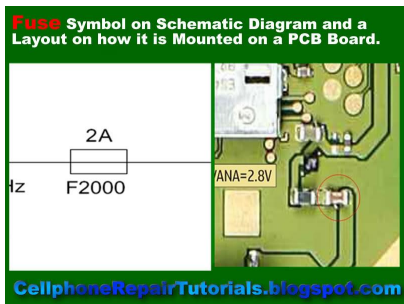 Fuse Symbol on Schematic Diagram and a
Layout on how it is Mounted on a PCB Board.
2A
Hz
F2000
/ANA=2.8V
CellphoneRepairTutorials.blogspot.com